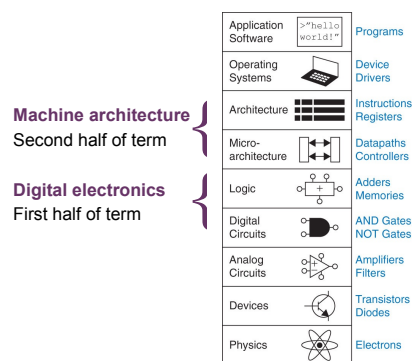 Machine architecture
Second half of term
Digital electronics
First half of term
Application
Software
>"hello
world!"
Programs
Operating
Systems
Device
Drivers
Architecture
Instructions
Registers
Micro-
architecture
Datapaths
Controllers
Logic
+
Adders
Memories
Digital
Circuits
AND Gates
NOT Gates
Analog
Circuits
+
-
Amplifiers
Filters
Devices
Transistors
Diodes
Physics
Electrons